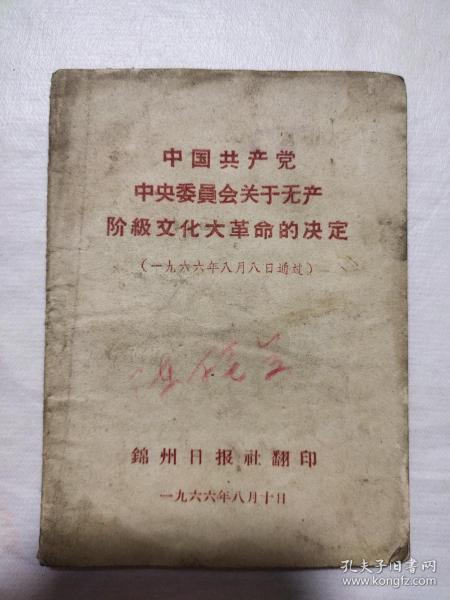 中国共产党
中央委員会关于无产
阶級文化大革命的决定
(一九六六年八月八日通过)
錦州日报社翻印
一九六六年八月十日
孔夫子旧书网
www.kongfz.com